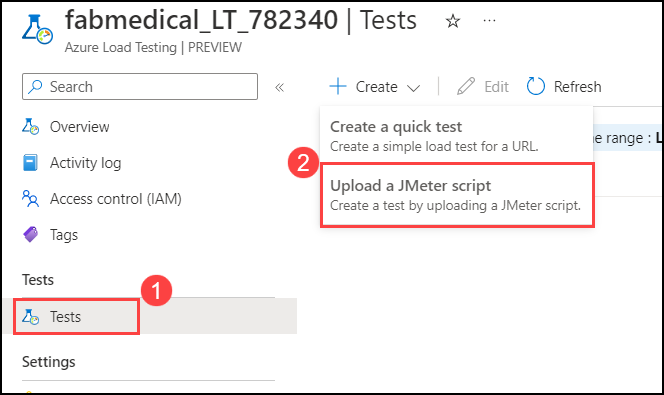 fabmedical_LT_782340 | Tests ☆ ...
Azure Load Testing | PREVIEW
Search
«
+ Create
Edit
Refresh
Overview
Activity log
Access control (IAM)
Tags
Tests
1
Tests
Settings
Create a quick test
Create a simple load test for a URL.
2
Upload a JMeter script
Create a test by uploading a JMeter script.
ne range : L